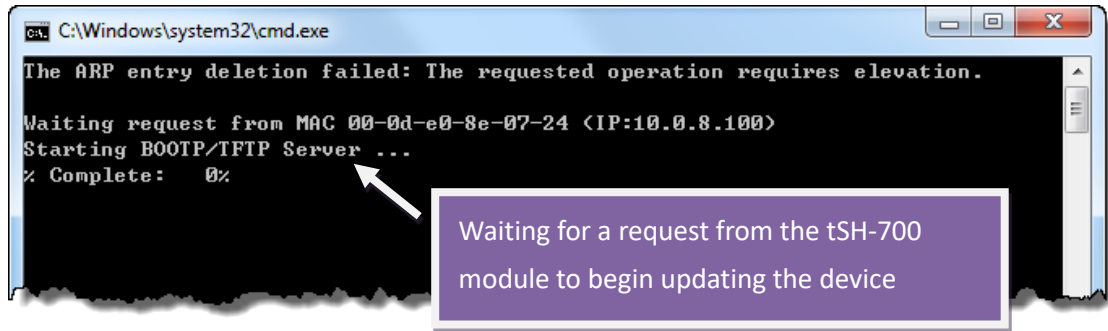 C:\Windows\system32\cmd.exe
The ARP entry deletion failed: The requested operation requires elevation.
Waiting request from MAC 00-0d-e0-8e-07-24 (IP:10.0.8.100)
Starting BOOTP/TFTP Server ...
% Complete:   0%
Waiting for a request from the tSH-700
module to begin updating the device